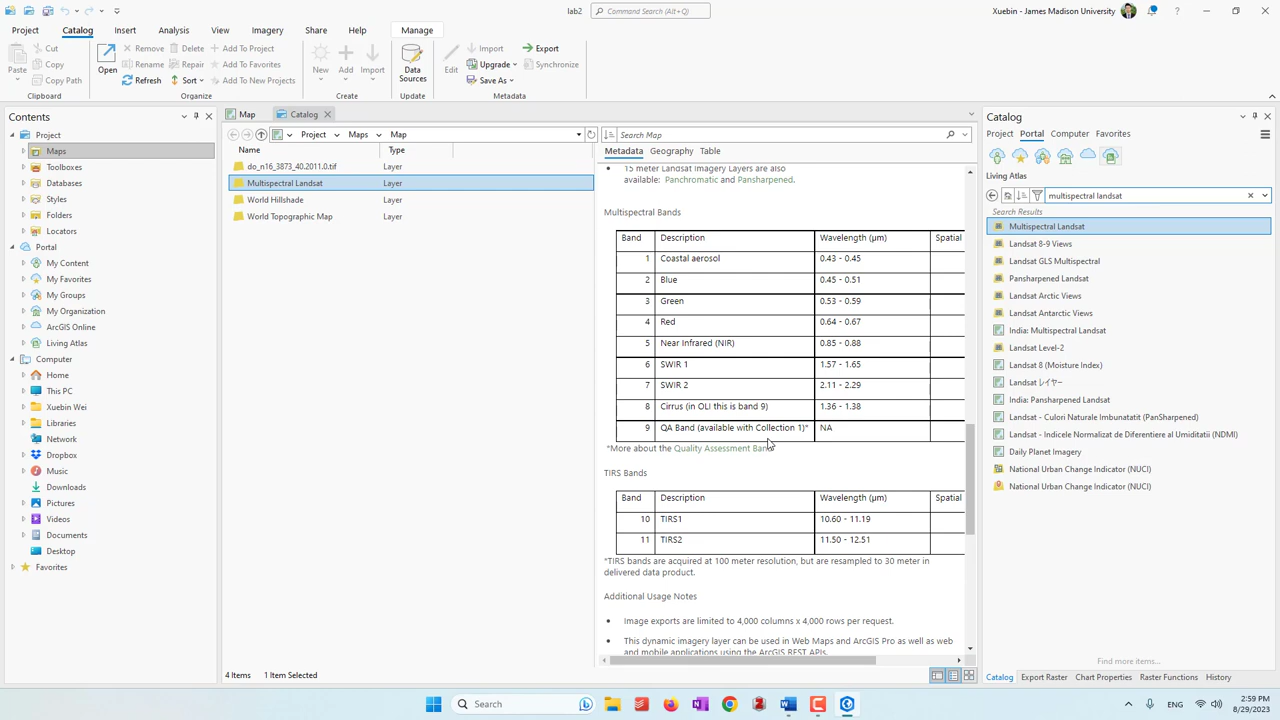 lab2
Command Search (Alt+Q)
Xuebin - James Madison University
Project
Catalog
Insert
Analysis
View
Imagery
Share
Help
Manage
Paste
Cut
Copy
Copy Path
Clipboard
Open
Remove
Delete
Add To Project
Rename
Repair
Add To Favorites
Refresh
Sort
Add To New Projects
Organize
New
Add
Import
Create
Data
Sources
Update
Edit
Import
Export
Upgrade
Synchronize
Save As
Metadata
Contents
Project
Maps
Toolboxes
Databases
Styles
Folders
Locators
Portal
My Content
My Favorites
My Groups
My Organization
ArcGIS Online
Living Atlas
Computer
Home
This PC
Xuebin Wei
Libraries
Network
Dropbox
Music
Downloads
Pictures
Videos
Documents
Desktop
Favorites
Map
Catalog
Project
Maps
Map
Name Type
do_n16_3873_40.2011.0.tif Layer
Multispectral Landsat Layer
World Hillshade Layer
World Topographic Map Layer
4 Items 1 Item Selected
Search Map
Metadata Geography Table
15 meter Landsat Imagery Layers are also
available: Panchromatic and Pansharpened.
Multispectral Bands
Band Description Wavelength (µm) Spatial
1 Coastal aerosol 0.43 - 0.45
2 Blue 0.45 - 0.51
3 Green 0.53 - 0.59
4 Red 0.64 - 0.67
5 Near Infrared (NIR) 0.85 - 0.88
6 SWIR 1 1.57 - 1.65
7 SWIR 2 2.11 - 2.29
8 Cirrus (in OLI this is band 9) 1.36 - 1.38
9 QA Band (available with Collection 1)* NA
*More about the Quality Assessment Band
TIRS Bands
Band Description Wavelength (µm) Spatial
10 TIRS1 10.60 - 11.19
11 TIRS2 11.50 - 12.51
*TIRS bands are acquired at 100 meter resolution, but are resampled to 30 meter in
delivered data product.
Additional Usage Notes
Image exports are limited to 4,000 columns x 4,000 rows per request.
This dynamic imagery layer can be used in Web Maps and ArcGIS Pro as well as web
and mobile applications using the ArcGIS REST APIs.
Catalog
Project Portal Computer Favorites
Living Atlas
multispectral landsat
Search Results
Multispectral Landsat
Landsat 8-9 Views
Landsat GLS Multispectral
Pansharpened Landsat
Landsat Arctic Views
Landsat Antarctic Views
India: Multispectral Landsat
Landsat Level-2
Landsat 8 (Moisture Index)
Landsat レイヤー
India: Pansharpened Landsat
Landsat - Culori Naturale Imbunatatit (PanSharpened)
Landsat - Indicele Normalizat de Diferentiere al Umiditatii (NDMI)
Daily Planet Imagery
National Urban Change Indicator (NUCI)
National Urban Change Indicator (NUCI)
Find more items...
Catalog Export Raster Chart Properties Raster Functions History
Search
ENG
2:59 PM
8/29/2023